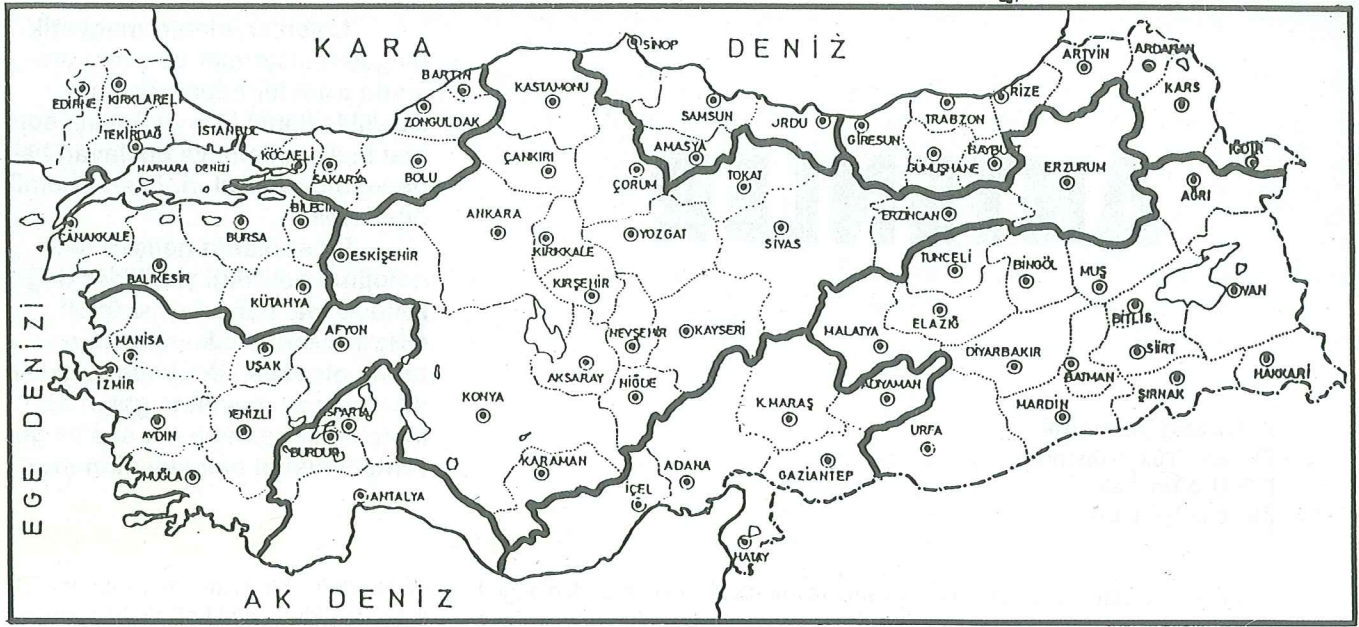 KARA DENİZ
SİNOP
ARTVİN
ARDAHAN
KARS
RİZE
BARTIN
KASTAMONU
EDİRNE
KIRKLARELİ
ZONGULDAK
SAMSUN
ORDU
GİRESUN
TRABZON
TEKİRDAĞ
İSTANBUL
KOCAELİ
SAKARYA
BOLU
ÇANKIRI
ÇORUM
AMASYA
TOKAT
GÜMÜŞHANE
BAYBURT
ERZURUM
IĞDIR
AĞRI
MARMARA DENİZİ
ÇANAKKALE
BURSA
BİLECİK
ANKARA
KIRIKKALE
YOZGAT
SİVAS
ERZİNCAN
ESKİŞEHİR
BALIKESİR
KÜTAHYA
KIRŞEHİR
TUNCELİ
BİNGÖL
MUŞ
VAN
BİTLİS
ELAZIĞ
EGE DENİZİ
MANİSA
UŞAK
AFYON
AKSARAY
NEVŞEHİR
KAYSERİ
MALATYA
DİYARBAKIR
SİİRT
BATMAN
ŞIRNAK
HAKKARİ
İZMİR
NİĞDE
KONYA
K.MARAŞ
ADIYAMAN
MARDİN
AYDIN
DENİZLİ
ISPARTA
BURDUR
URFA
MUĞLA
ANTALYA
KARAMAN
İÇEL
ADANA
GAZİANTEP
HATAY
Ş
AK DENİZ